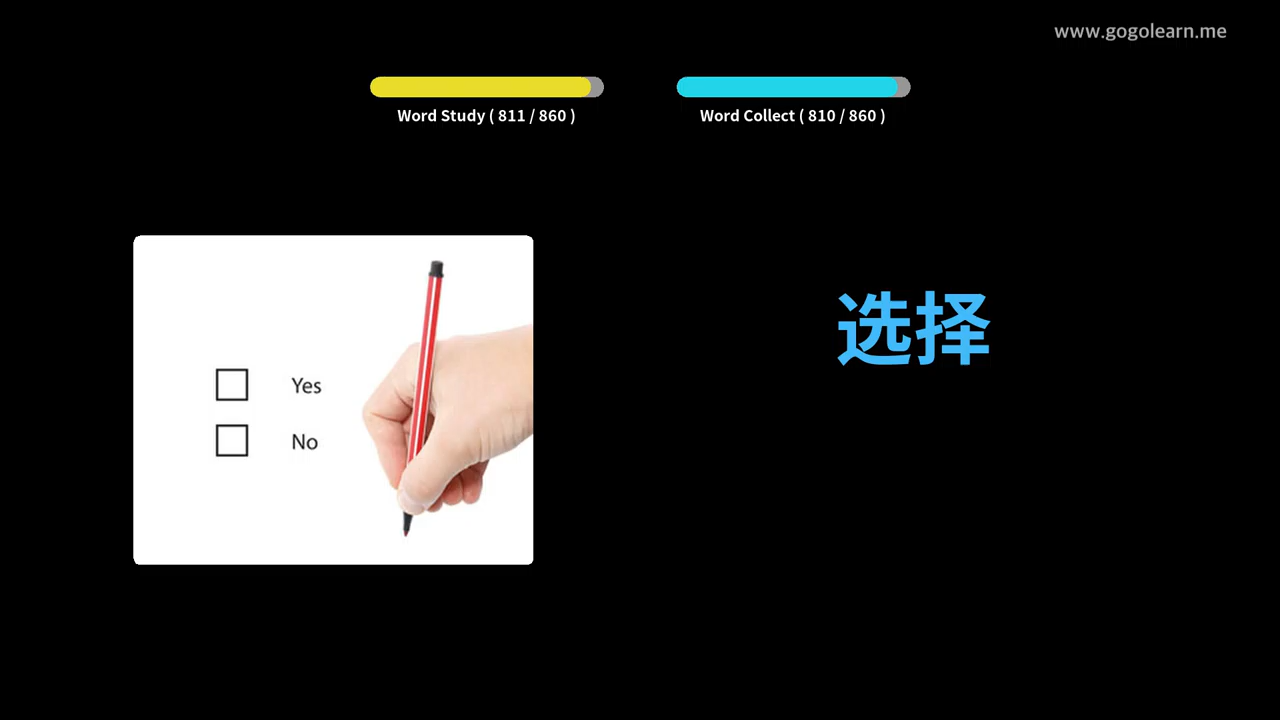 www.gogolearn.me
Word Study ( 811 / 860 )
Word Collect ( 810 / 860 )
选择
Yes
No